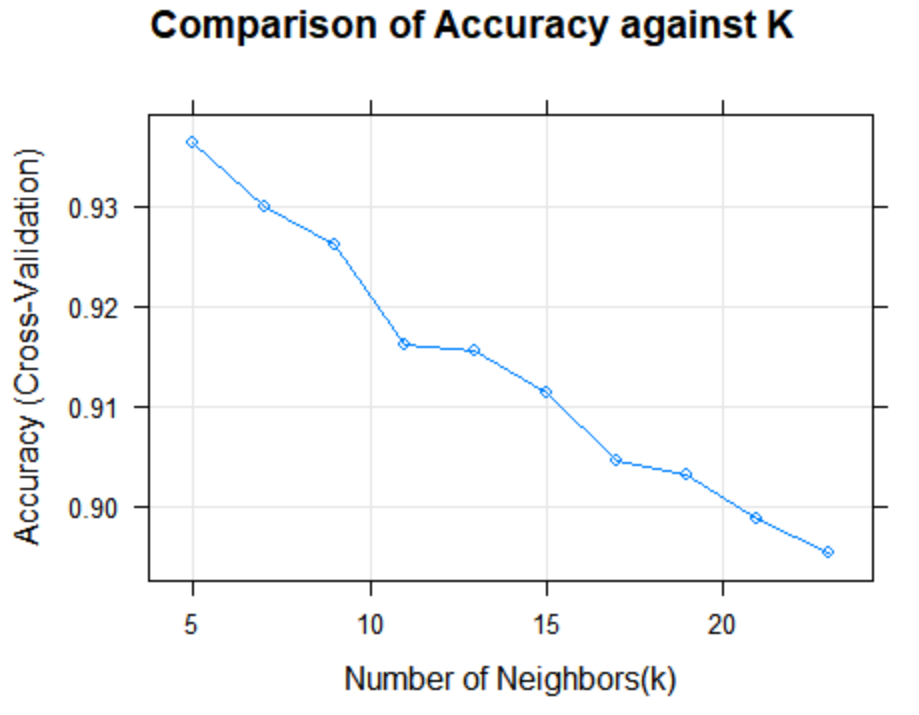 Comparison of Accuracy against K
Accuracy (Cross-Validation)
0.93
0.92
0.91
0.90
5 10 15 20
Number of Neighbors(k)